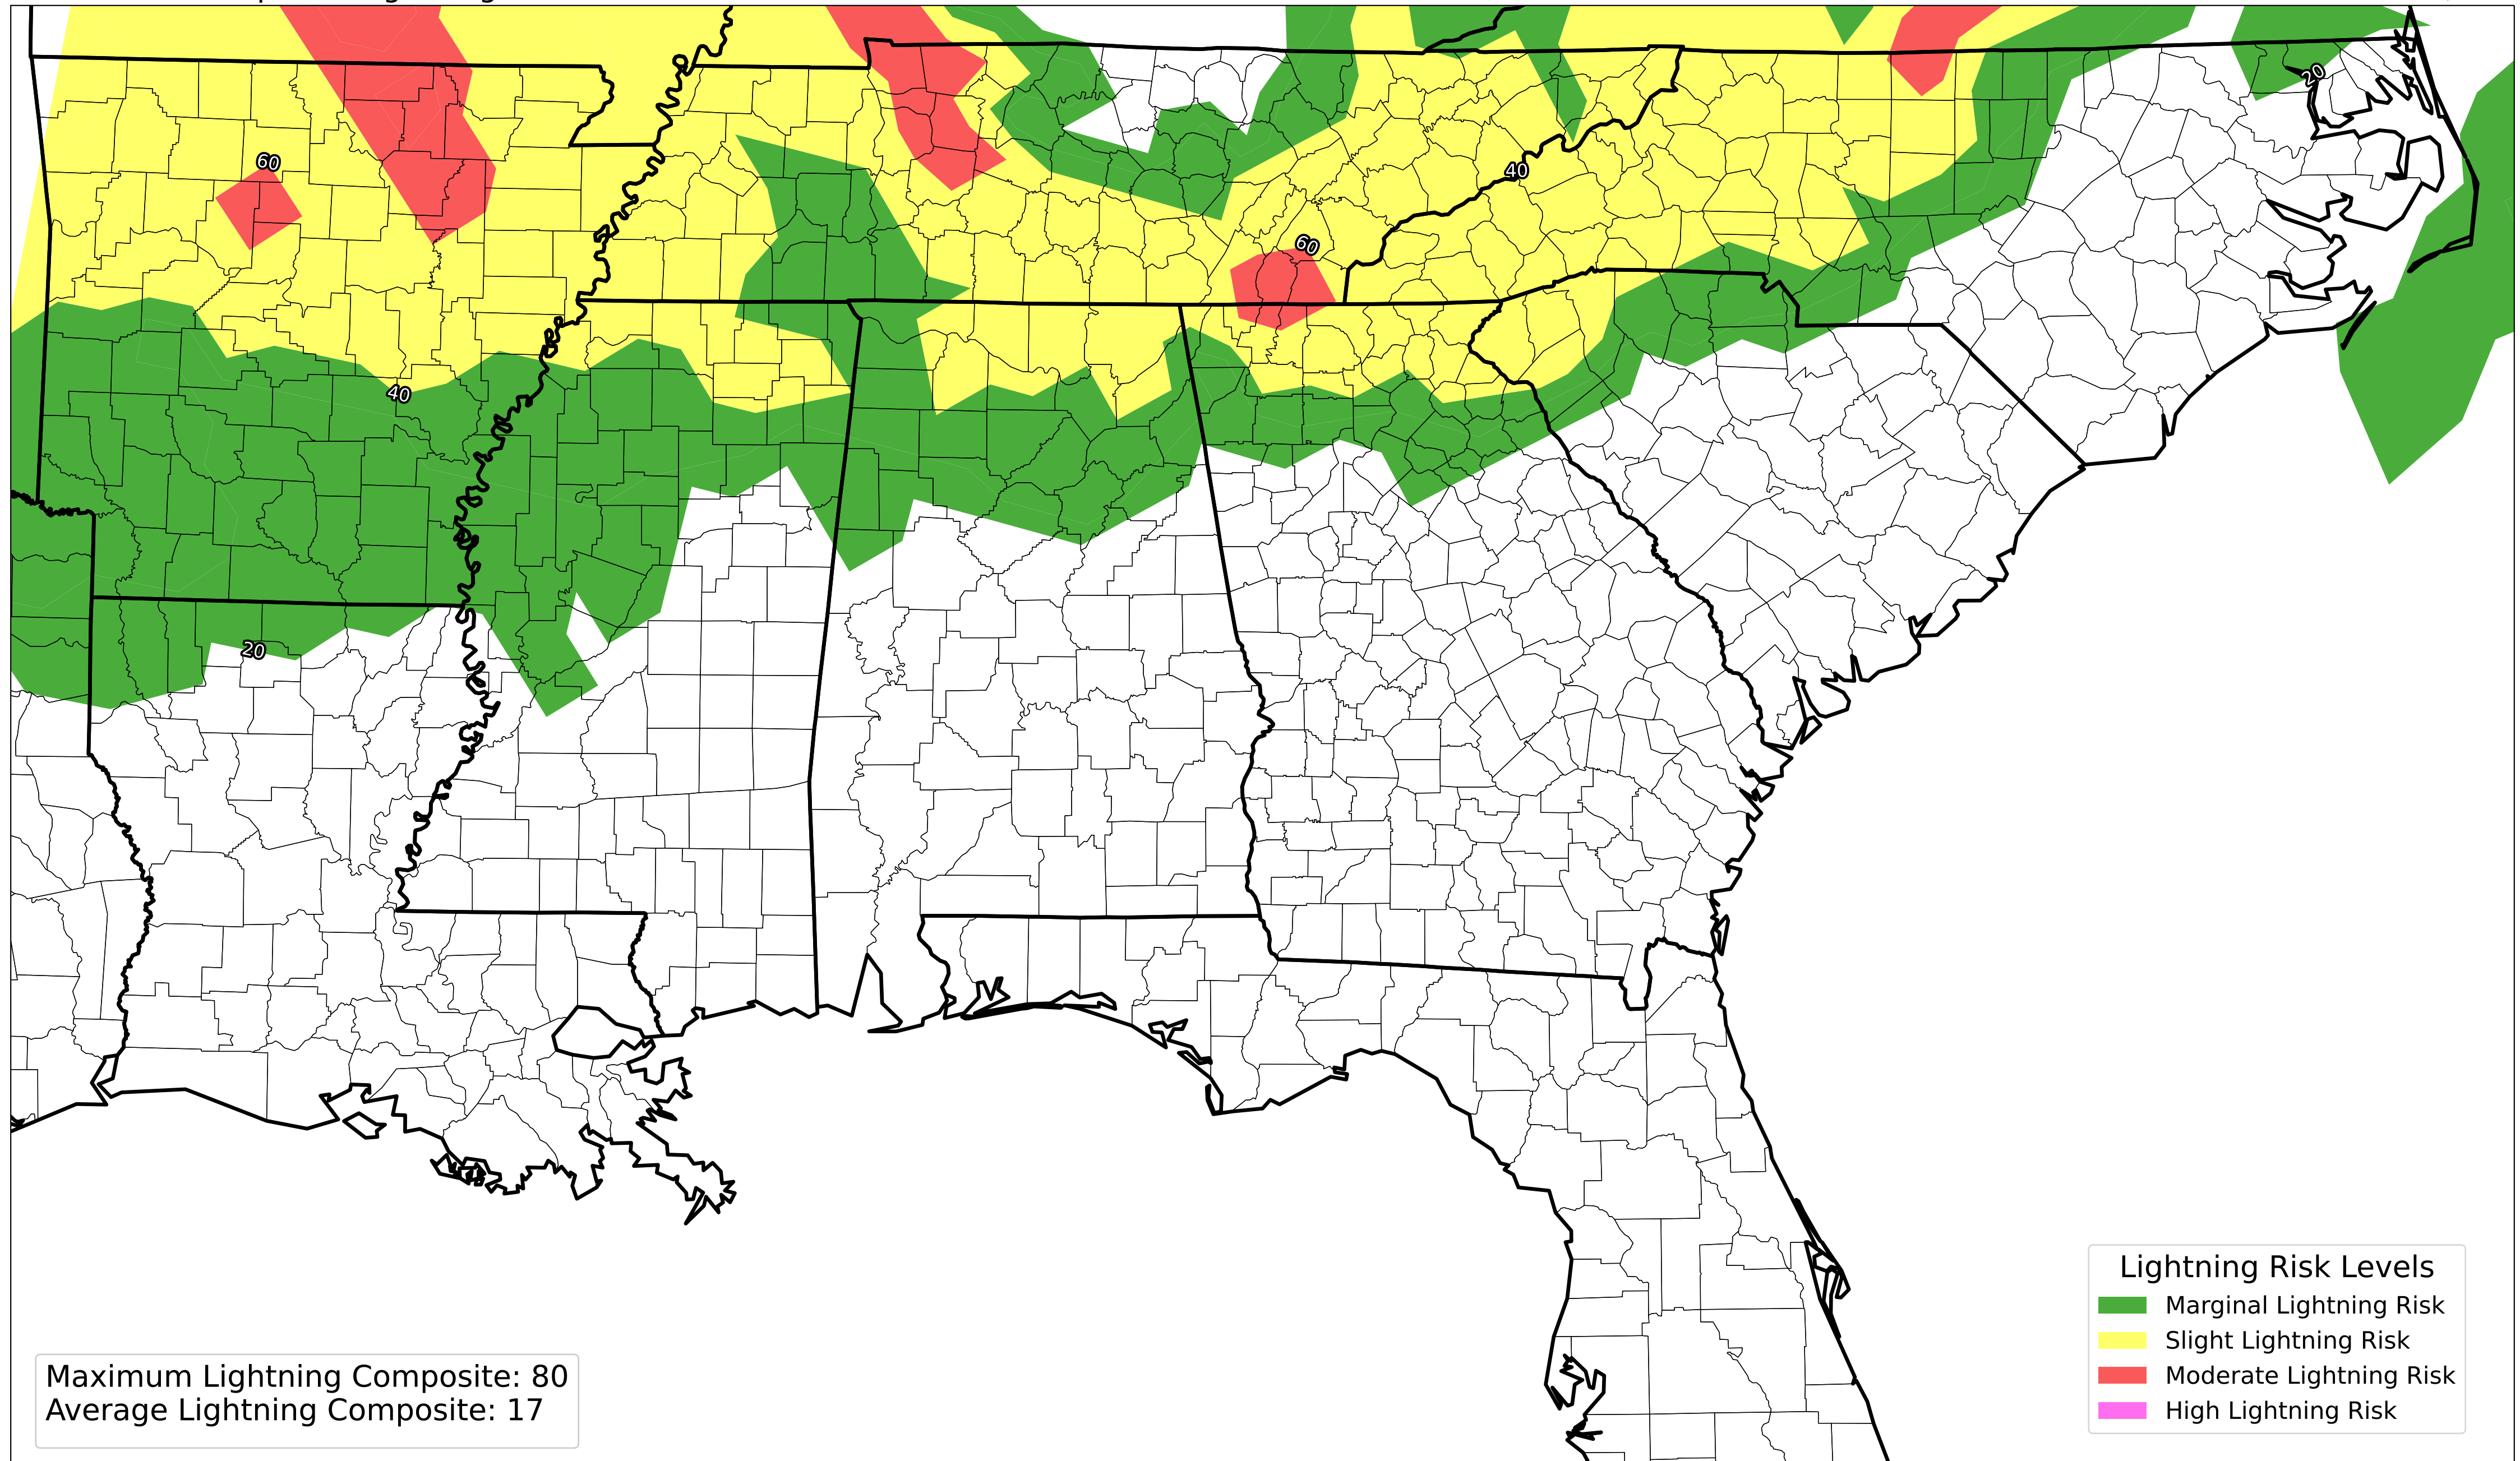 20
60
40
60
40
20
Lightning Risk Levels
Marginal Lightning Risk
Slight Lightning Risk
Moderate Lightning Risk
High Lightning Risk
Maximum Lightning Composite: 80
Average Lightning Composite: 17